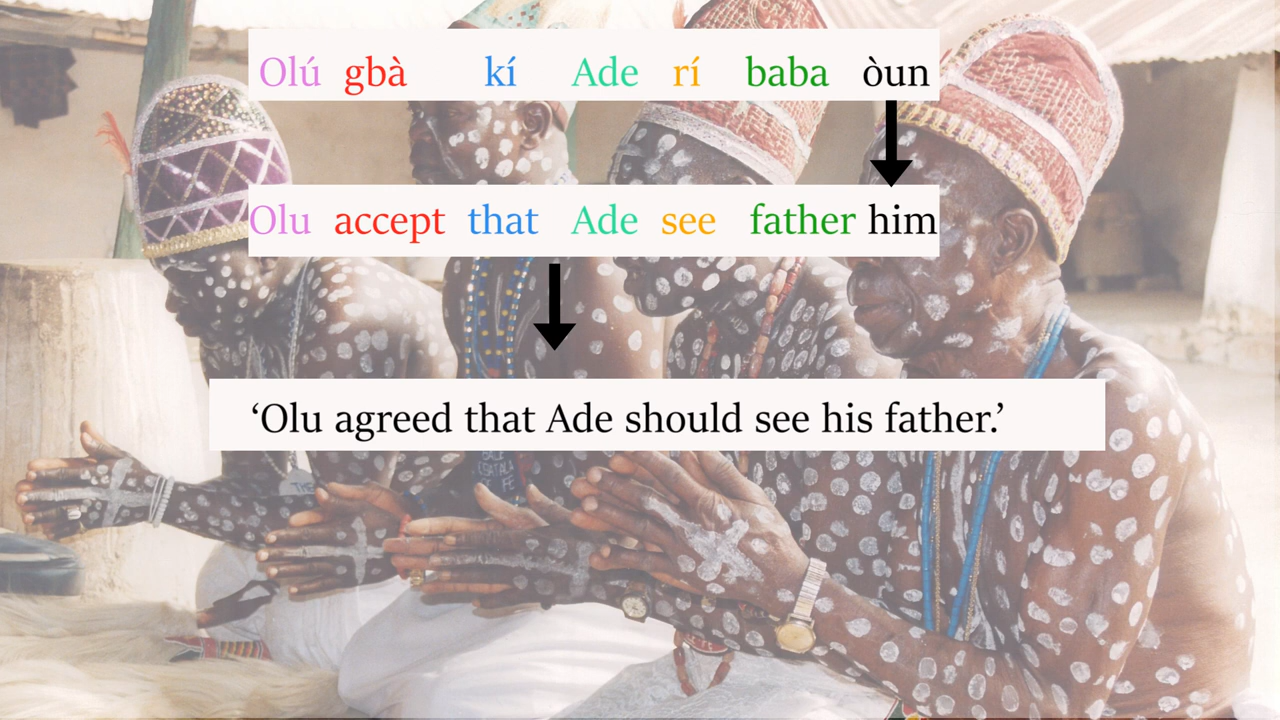 Olú gbà kí Ade rí baba òun
Olu accept that Ade see father him
‘Olu agreed that Ade should see his father.’